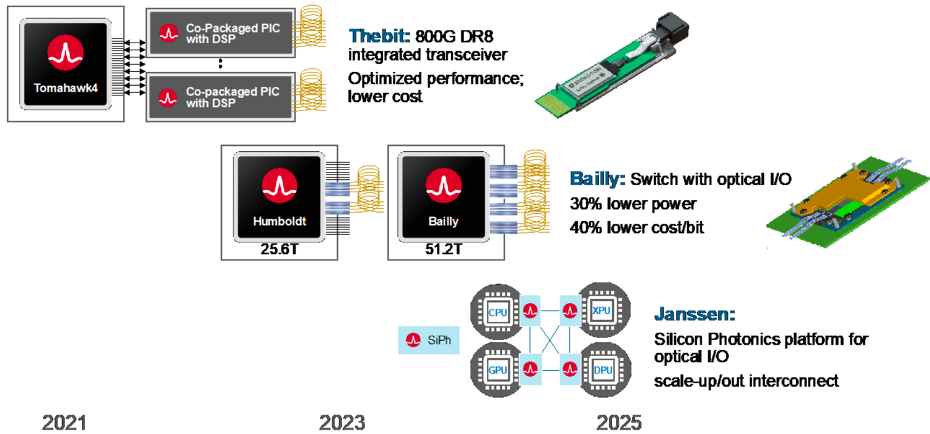 Tomahawk4
Co-Packaged PIC
with DSP
Co-packaged PIC
with DSP
Thebit: 800G DR8
integrated transceiver
Optimized performance;
lower cost
Humboldt
25.6T
Bailly
51.2T
Bailly: Switch with optical I/O
30% lower power
40% lower cost/bit
SiPh
CPU
XPU
GPU
DPU
Janssen:
Silicon Photonics platform for
optical I/O
scale-up/out interconnect
2021
2023
2025